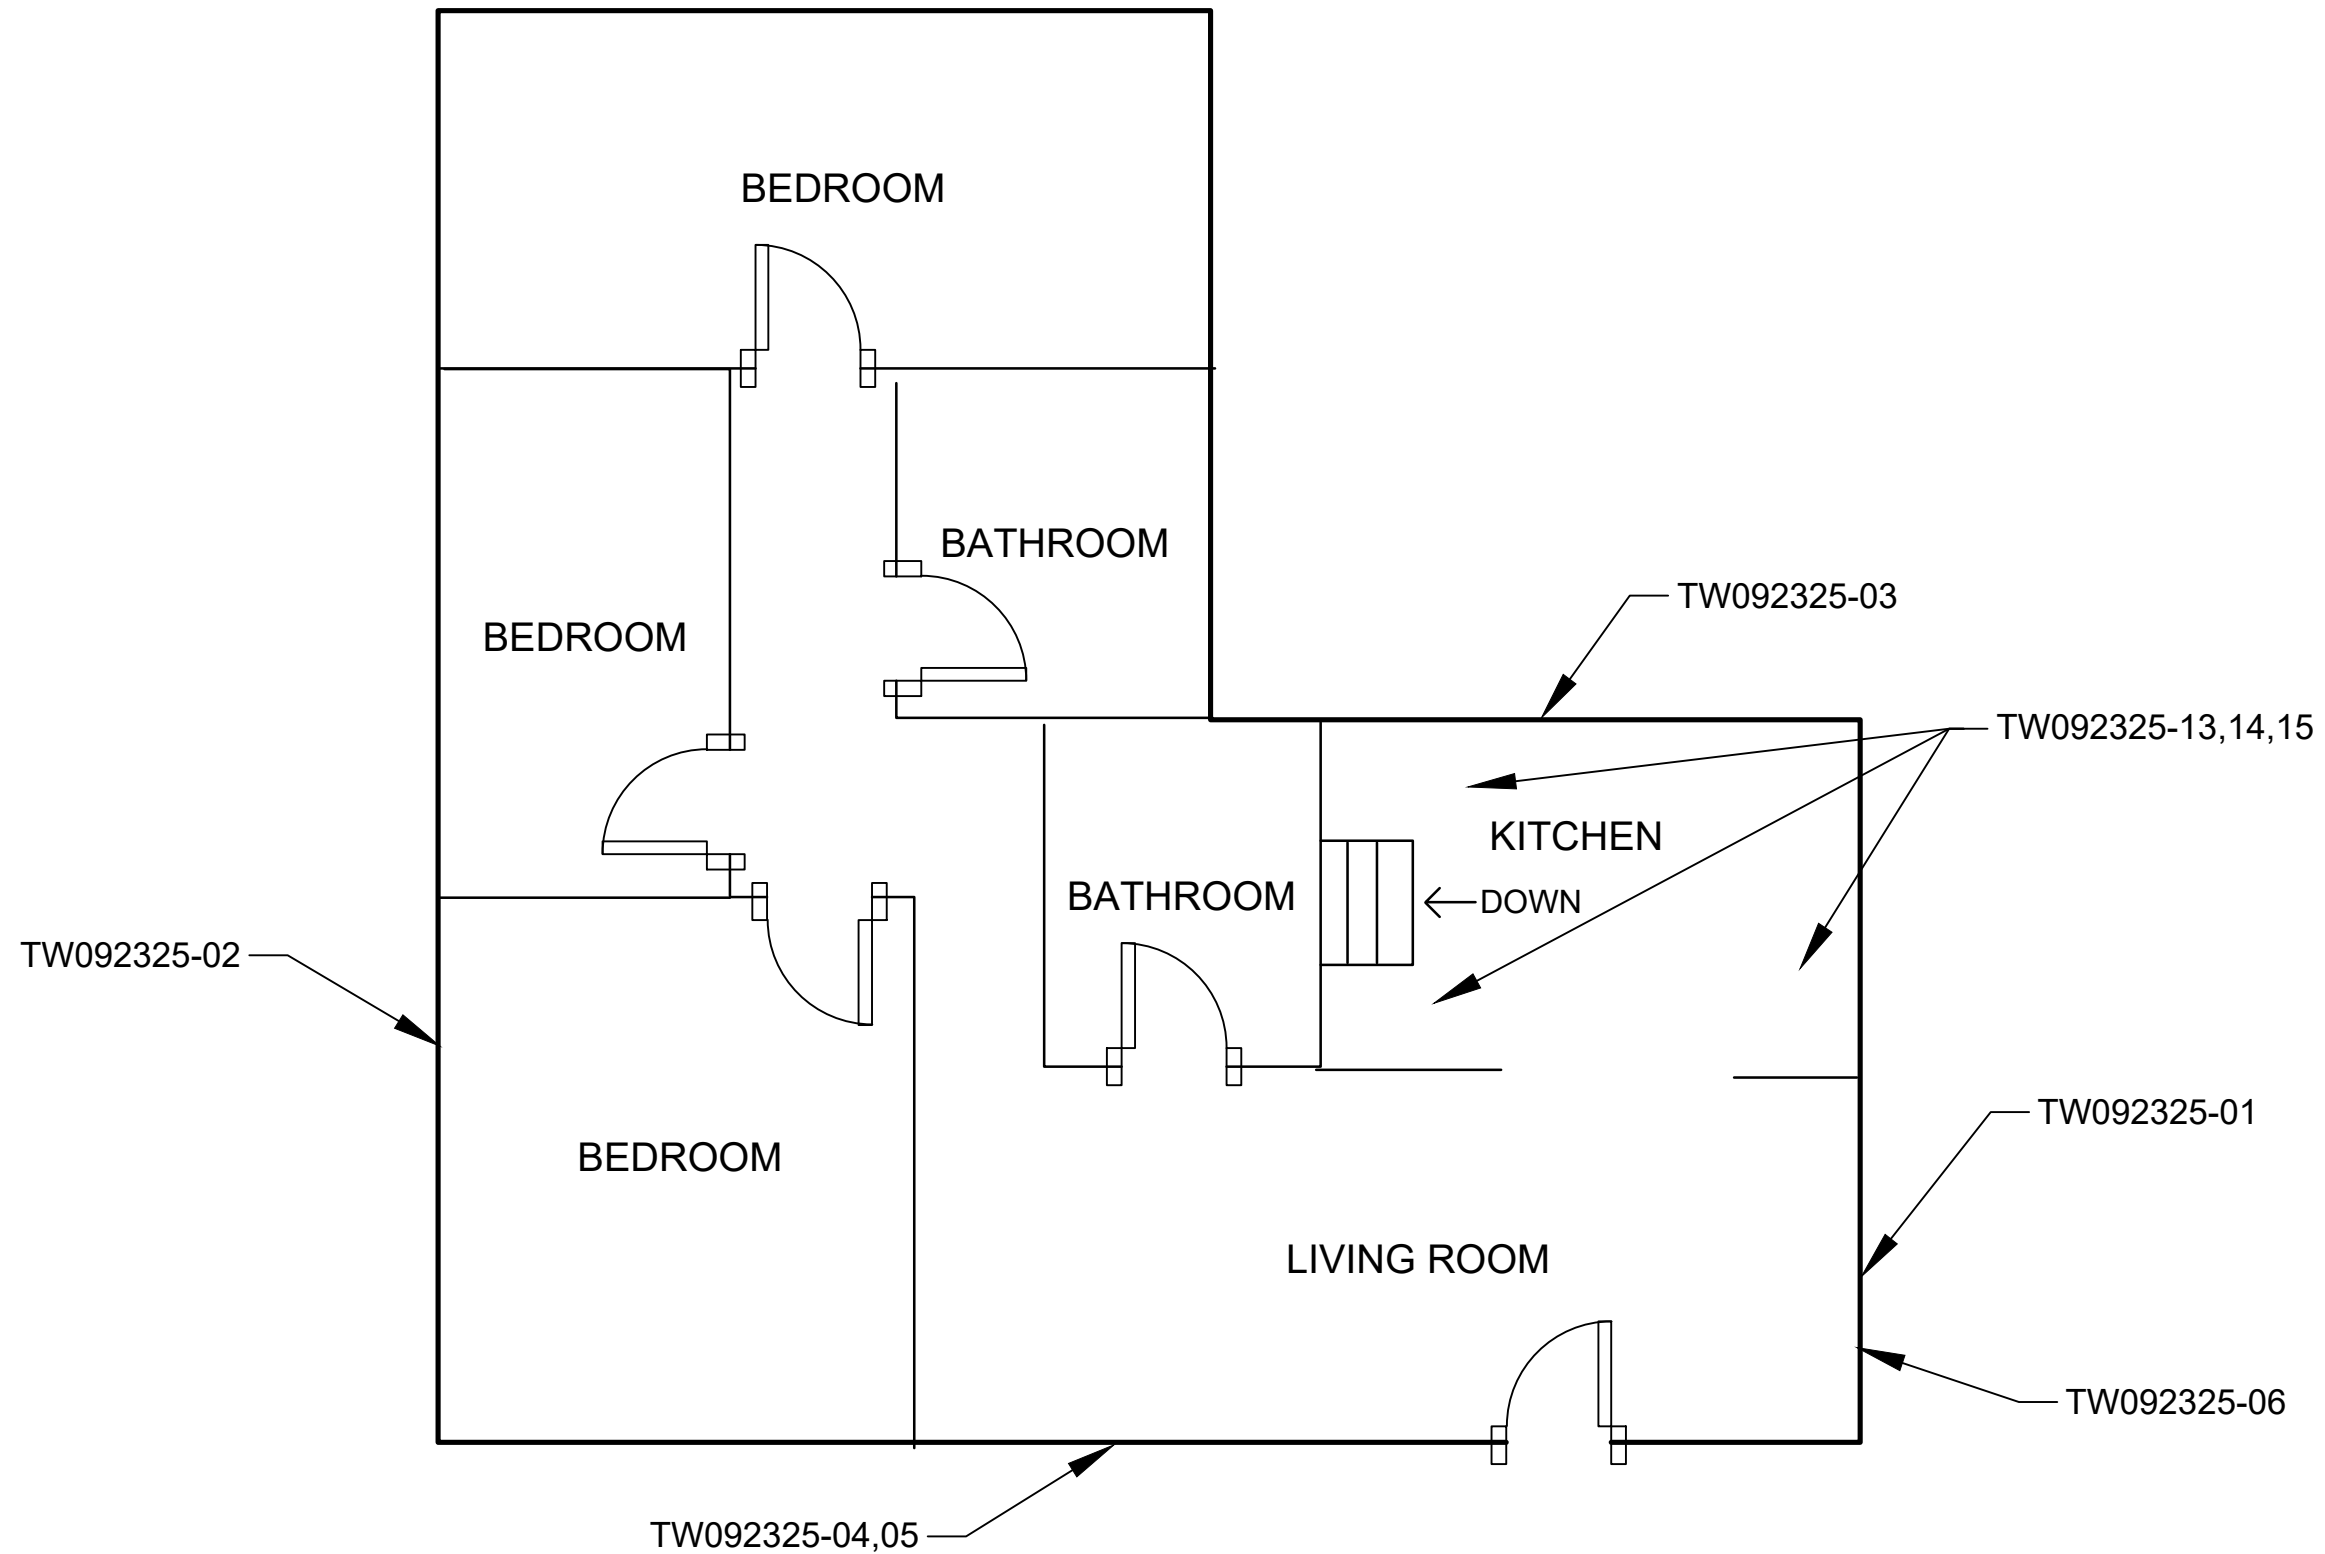 BEDROOM
BATHROOM
TW092325-03
BEDROOM
TW092325-13,14,15
KITCHEN
BATHROOM
DOWN
TW092325-02
TW092325-01
BEDROOM
LIVING ROOM
TW092325-06
TW092325-04,05